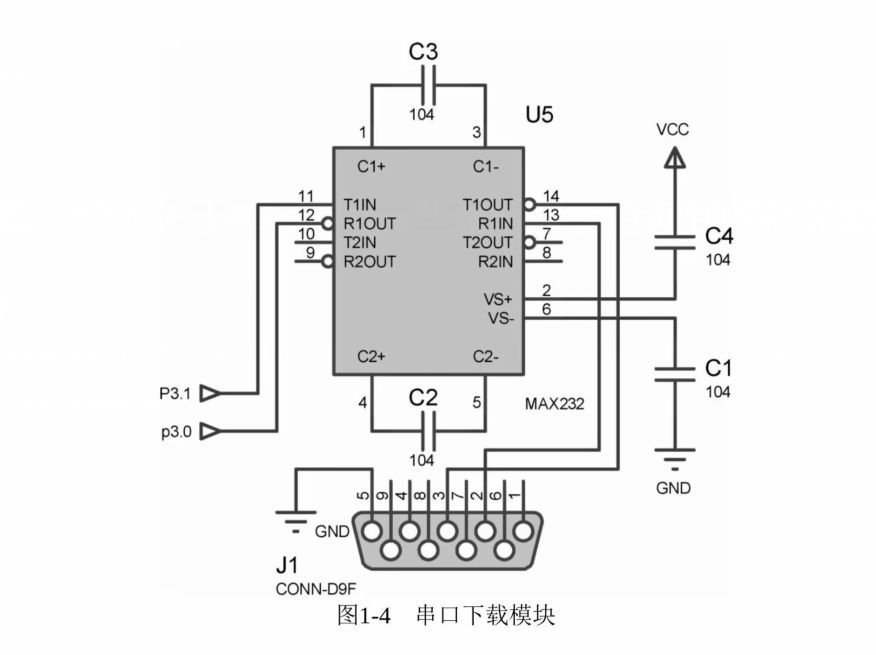 C3
104
U5
1
3
VCC
C1+
C1-
11
T1IN
T1OUT
14
12
R1OUT
R1IN
13
10
T2IN
T2OUT
7
9
R2OUT
R2IN
8
C4
104
VS+
2
VS-
6
C2+
C2-
C1
104
P3.1
4
C2
5
MAX232
p3.0
104
GND
5
9
4
8
3
7
2
6
1
GND
J1
CONN-D9F
图1-4 串口下载模块